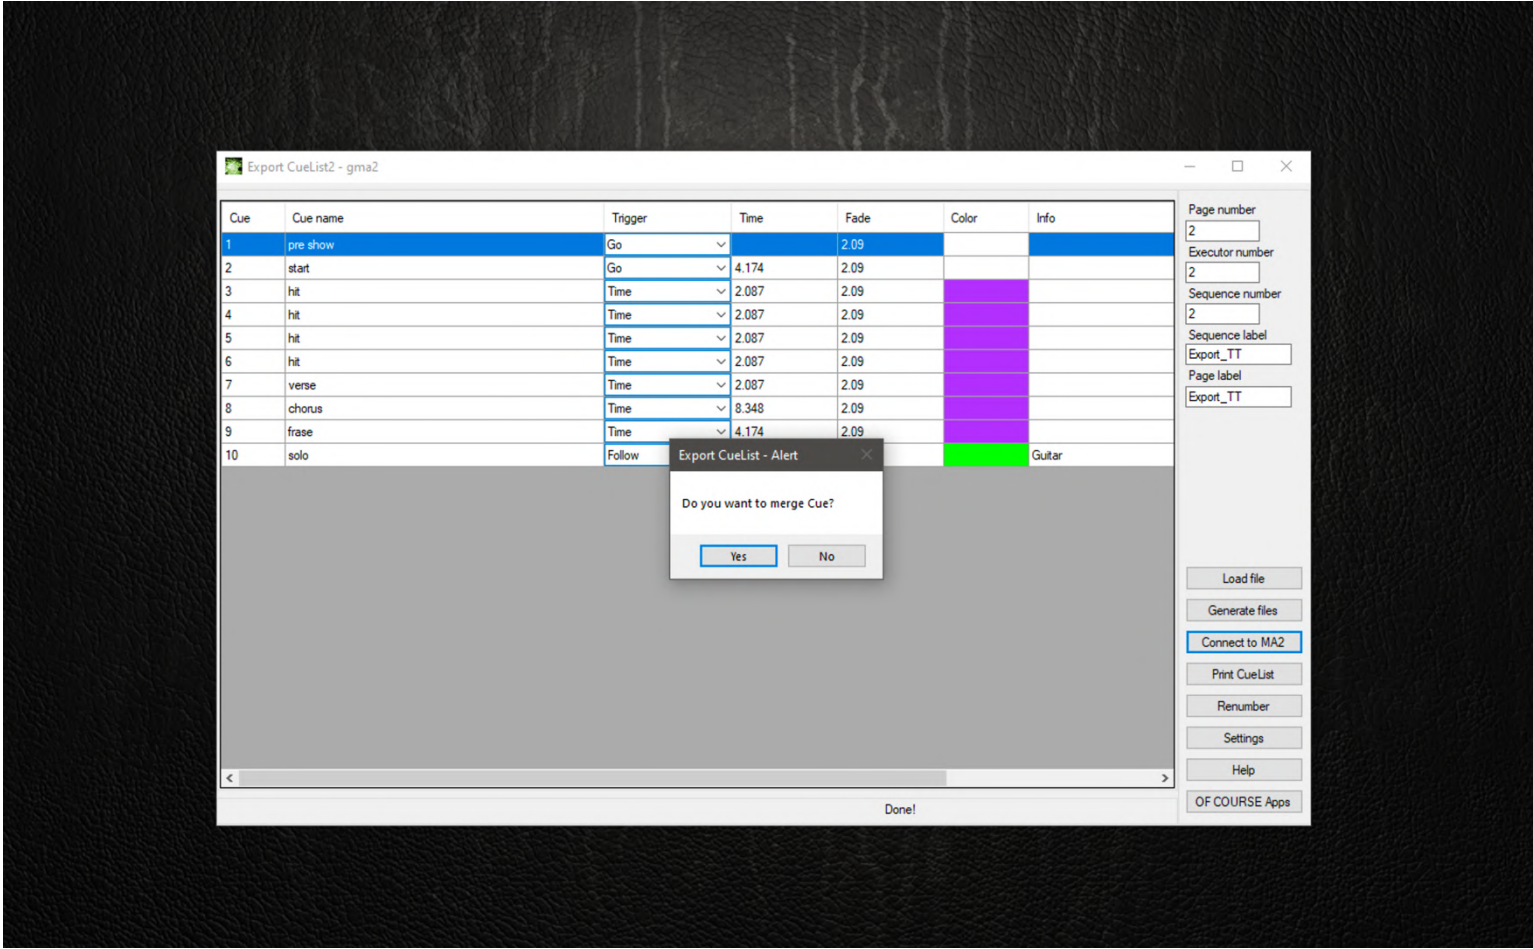 Export CueList2 - gma2
Cue Cue name Trigger Time Fade Color Info
1 pre show Go 2.09
2 start Go 4.174 2.09
3 hit Time 2.087 2.09
4 hit Time 2.087 2.09
5 hit Time 2.087 2.09
6 hit Time 2.087 2.09
7 verse Time 2.087 2.09
8 chorus Time 8.348 2.09
9 frase Time 4.174 2.09
10 solo Follow Guitar
Export CueList - Alert
Do you want to merge Cue?
Yes No
Page number
2
Executor number
2
Sequence number
2
Sequence label
Export_TT
Page label
Export_TT
Load file
Generate files
Connect to MA2
Print CueList
Renumber
Settings
Help
OF COURSE Apps
Done!